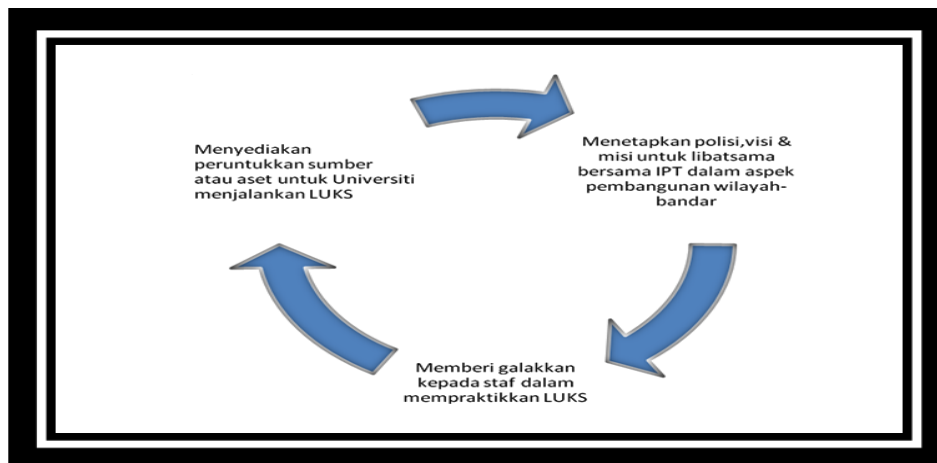 Menyediakan
peruntukkan sumber
atau aset untuk Universiti
menjalankan LUKS
Menetapkan polisi,visi &
misi untuk libatsama
bersama IPT dalam aspek
pembangunan wilayah-
bandar
Memberi galakkan
kepada staf dalam
mempraktikkan LUKS